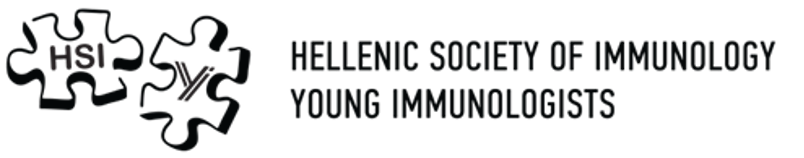 HSI
Yi
HELLENIC SOCIETY OF IMMUNOLOGY
YOUNG IMMUNOLOGISTS